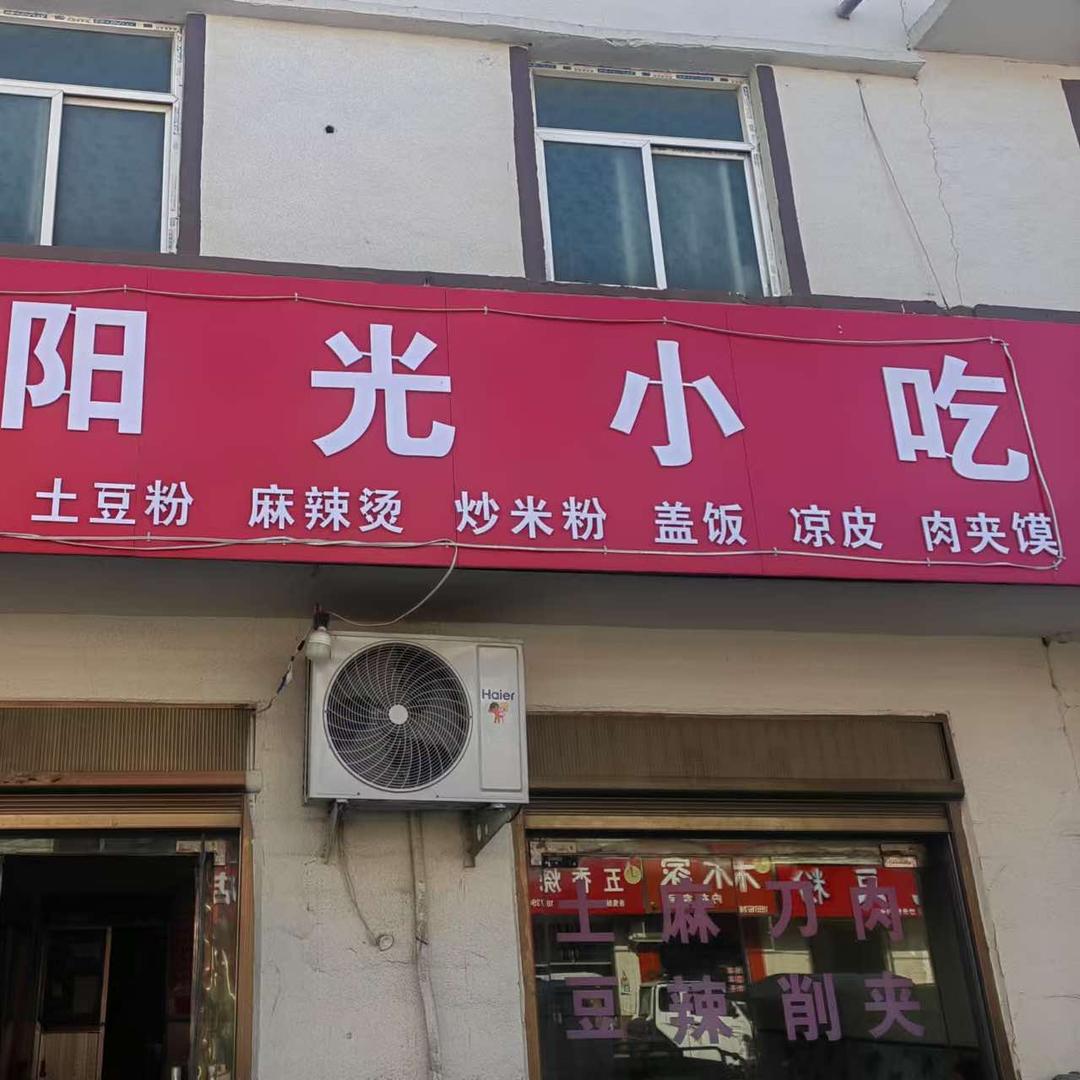 阳光小吃
土豆粉 麻辣烫 炒米粉 盖饭 凉皮 肉夹馍
Haier
土 麻 刀 肉
豆 辣 削 夹